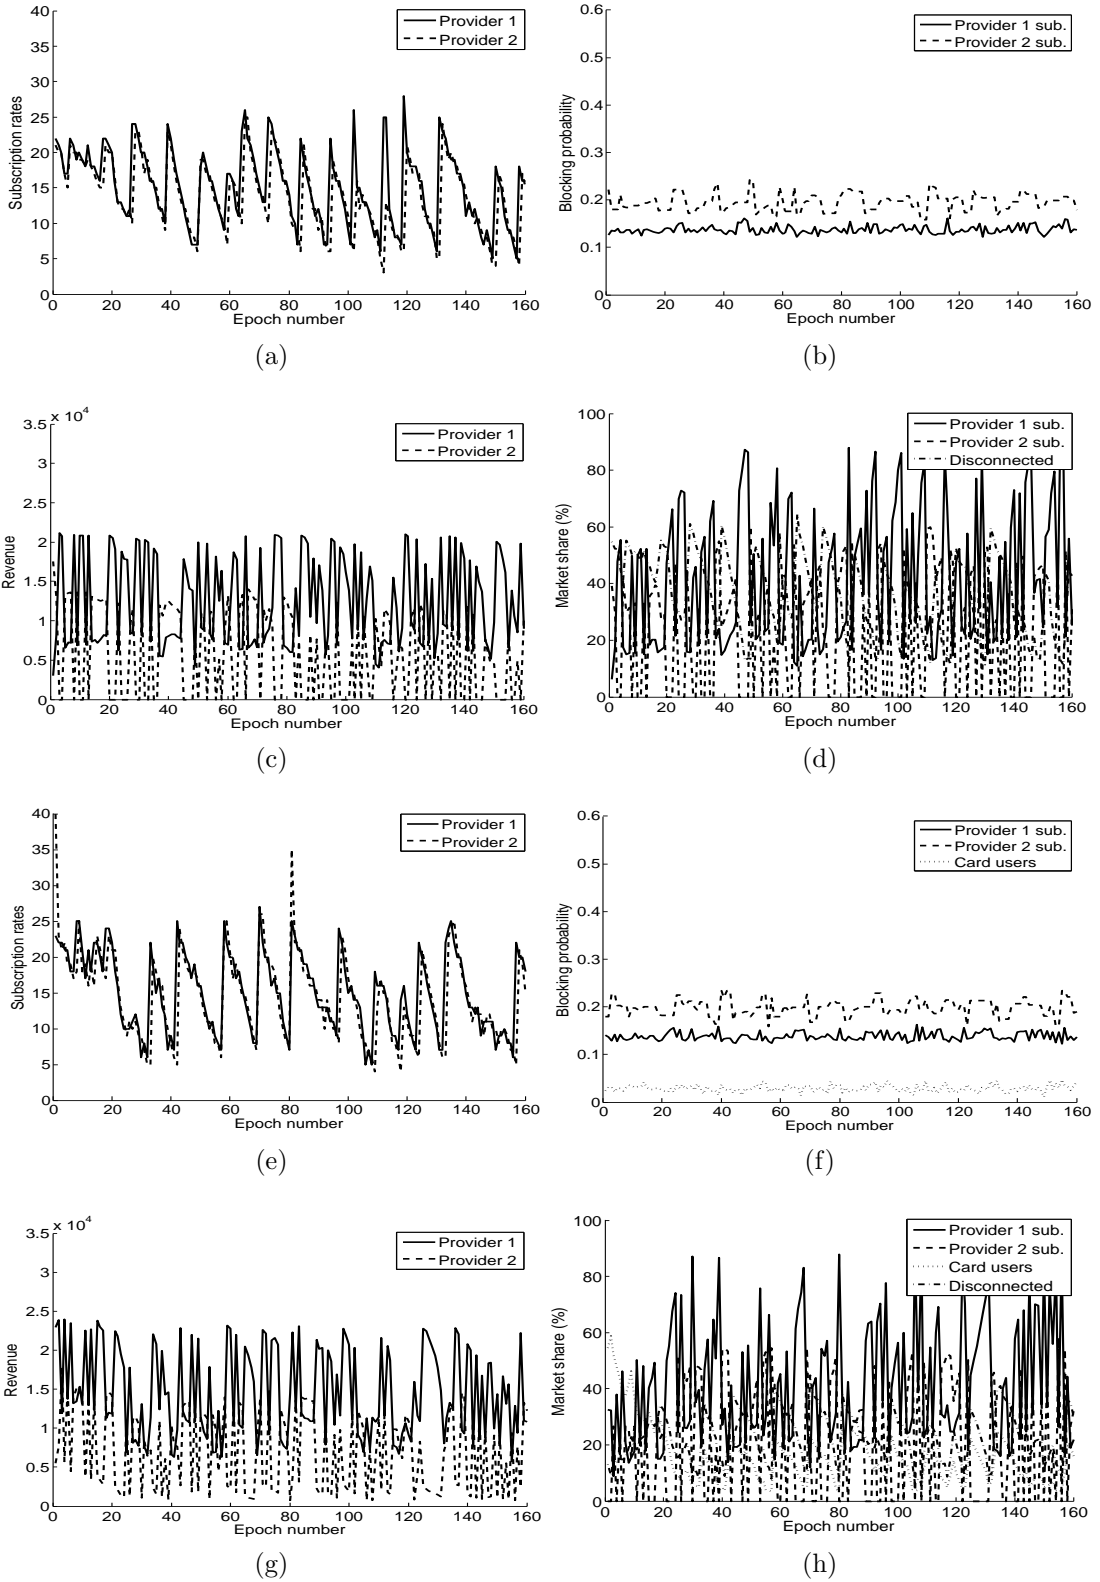 40
35
30
25
20
15
10
5
0
0 20 40 60 80 100 120 140 160
Subscription rates
Epoch number
Provider 1
Provider 2
(a)
0.6
0.5
0.4
0.3
0.2
0.1
0
0 20 40 60 80 100 120 140 160
Blocking probability
Epoch number
Provider 1 sub.
Provider 2 sub.
(b)
x 10^4
3.5
3
2.5
2
1.5
1
0.5
0
0 20 40 60 80 100 120 140 160
Revenue
Epoch number
Provider 1
Provider 2
(c)
100
80
60
40
20
0
0 20 40 60 80 100 120 140 160
Market share (%)
Epoch number
Provider 1 sub.
Provider 2 sub.
Disconnected
(d)
40
35
30
25
20
15
10
5
0
0 20 40 60 80 100 120 140 160
Subscription rates
Epoch number
Provider 1
Provider 2
(e)
0.6
0.5
0.4
0.3
0.2
0.1
0
0 20 40 60 80 100 120 140 160
Blocking probability
Epoch number
Provider 1 sub.
Provider 2 sub.
Card users
(f)
x 10^4
3.5
3
2.5
2
1.5
1
0.5
0
0 20 40 60 80 100 120 140 160
Revenue
Epoch number
Provider 1
Provider 2
(g)
100
80
60
40
20
0
0 20 40 60 80 100 120 140 160
Market share (%)
Epoch number
Provider 1 sub.
Provider 2 sub.
Card users
Disconnected
(h)